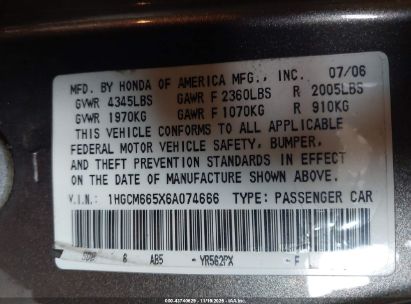 MFD. BY HONDA OF AMERICA MFG., INC. 07/06
GVWR 4345LBS GAWR F 2360LBS R 2005LBS
GVWR 1970KG GAWR F 1070KG R 910KG
THIS VEHICLE CONFORMS TO ALL APPLICABLE
FEDERAL MOTOR VEHICLE SAFETY, BUMPER,
AND THEFT PREVENTION STANDARDS IN EFFECT
ON THE DATE OF MANUFACTURE SHOWN ABOVE.
V.I.N.: 1HGCM665X6A074666 TYPE: PASSENGER CAR
6 AB5 YR562PX F